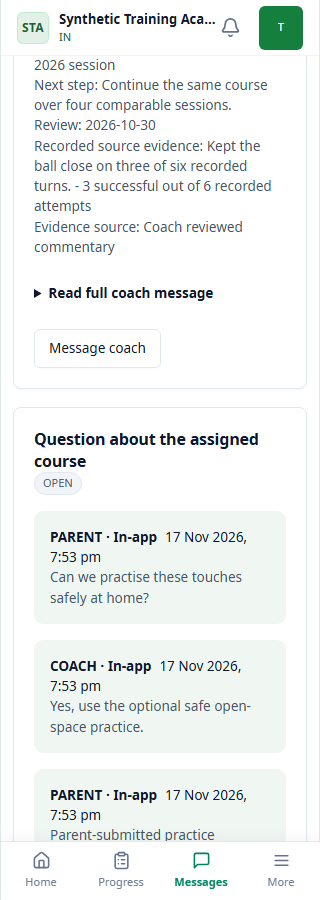 STA
Synthetic Training Aca...
IN
T
2026 session
Next step: Continue the same course
over four comparable sessions.
Review: 2026-10-30
Recorded source evidence: Kept the
ball close on three of six recorded
turns. - 3 successful out of 6 recorded
attempts
Evidence source: Coach reviewed
commentary
Read full coach message
Message coach
Question about the assigned
course
OPEN
PARENT · In-app 17 Nov 2026,
7:53 pm
Can we practise these touches
safely at home?
COACH · In-app 17 Nov 2026,
7:53 pm
Yes, use the optional safe open-
space practice.
PARENT · In-app 17 Nov 2026,
7:53 pm
Parent-submitted practice
Home
Progress
Messages
More